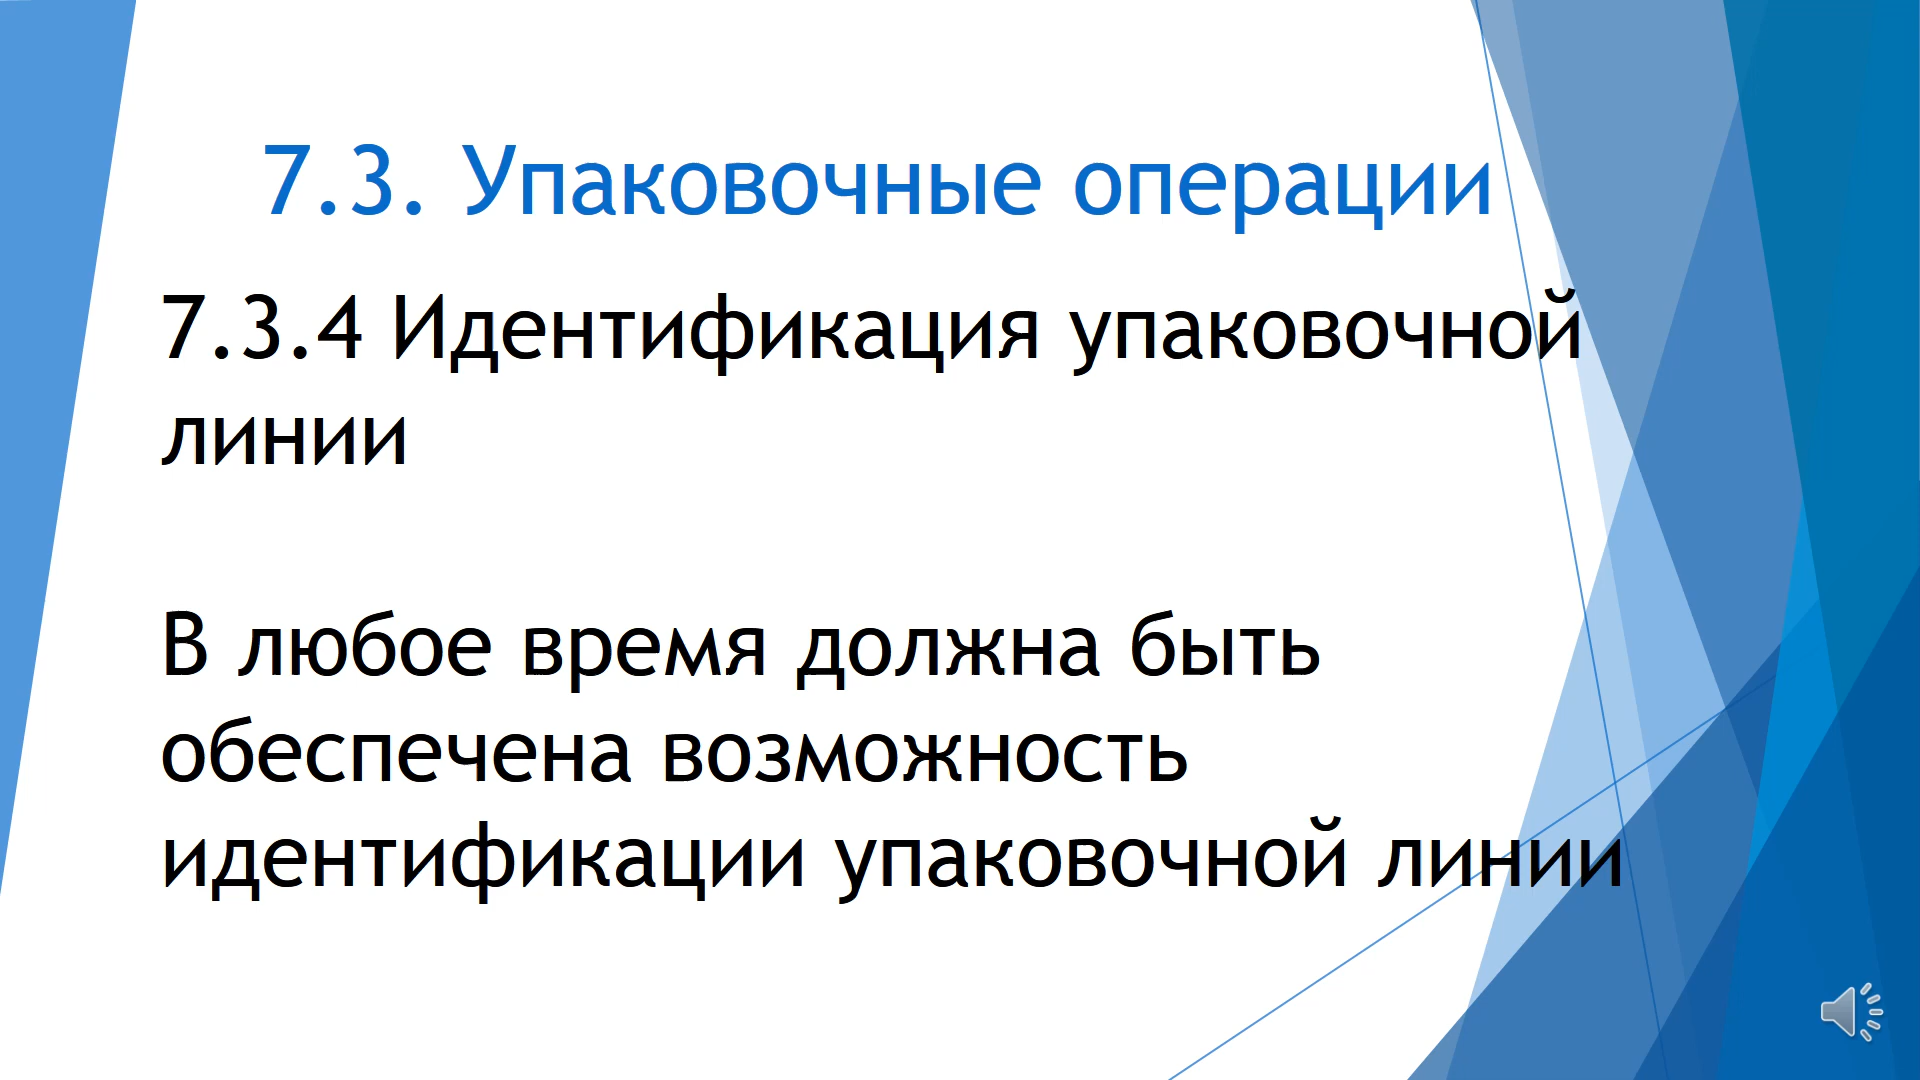 7.3. Упаковочные операции
7.3.4 Идентификация упаковочной
линии
В любое время должна быть
обеспечена возможность
идентификации упаковочной линии